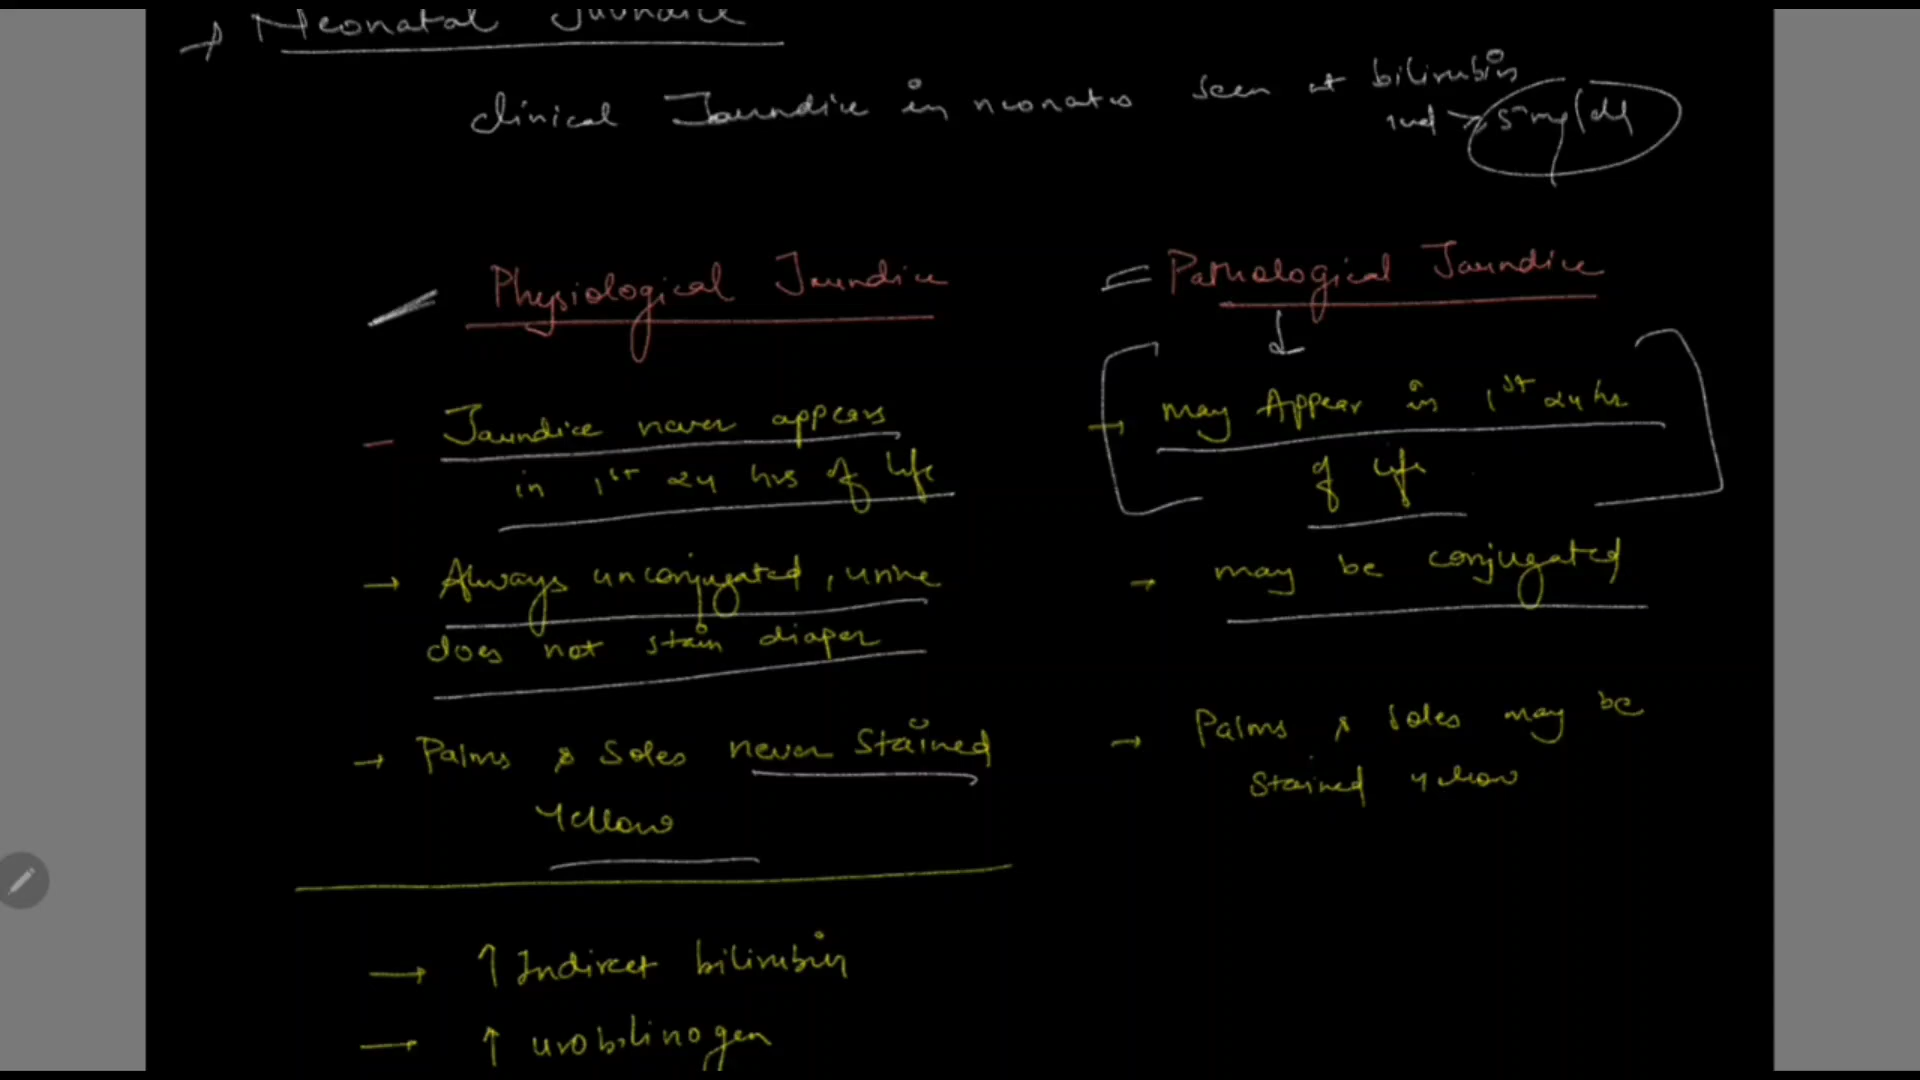 → Neonatal Jaundice
clinical Jaundice in neonates seen at bilirubin
> 5 mg/dl
Physiological Jaundice
= Pathological Jaundice
↓
- Jaundice never appears
in 1st 24 hrs of life
→ may Appear in 1st 24 hr
of life
→ Always unconjugated, urine
does not stain diaper
→ may be conjugated
→ Palms & Soles never Stained
Yellow
→ Palms & Soles may be
Stained yellow
→ ↑ Indirect bilirubin
→ ↑ urobilinogen